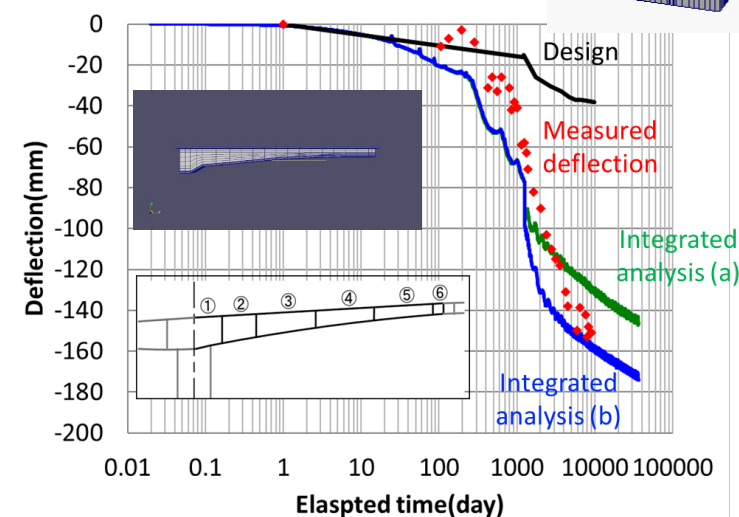 0
-20
-40
-60
-80
-100
-120
-140
-160
-180
-200
Deflection(mm)
Design
Measured
deflection
Integrated
analysis (a)
Integrated
analysis (b)
① ② ③ ④ ⑤ ⑥
0.01 0.1 1 10 100 1000 10000 100000
Elaspted time(day)